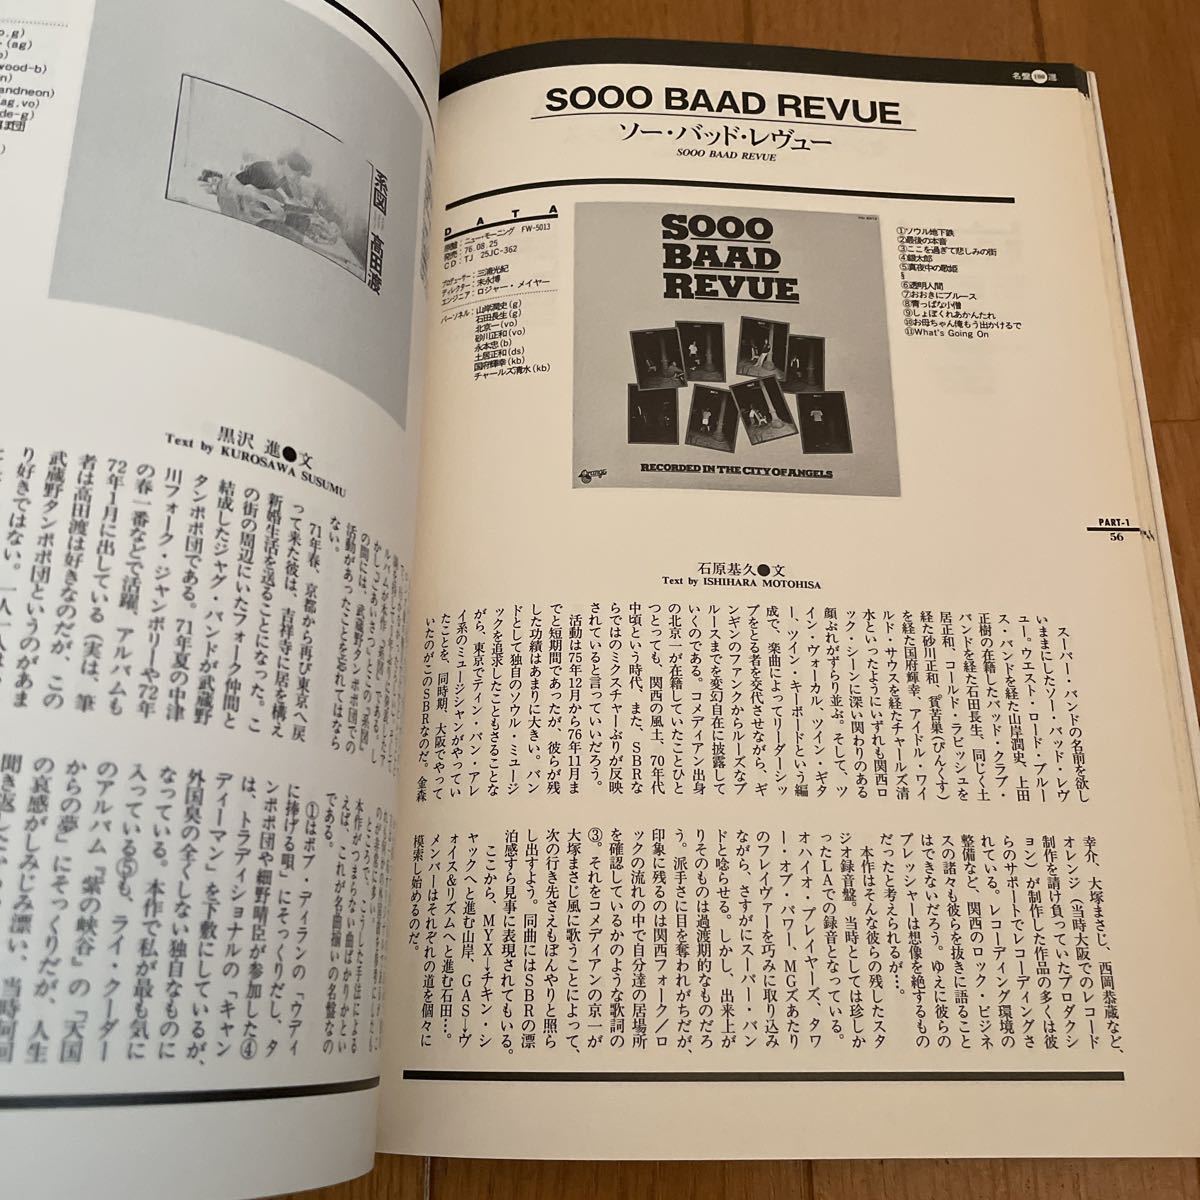 名盤100選
SOOO BAAD REVUE
ソー・バッド・レヴュー
SOOO BAAD REVUE
DATA
原盤：ニュー・モーニング FW-5013
発売：76.08.25
CD：TJ 25JC-362
プロデューサー：三浦光紀
ディレクター：末永博
エンジニア：ロジャー・メイヤー
パーソネル：山岸潤史(g)
石田長生(g)
北京一(vo)
砂川正和(vo)
永本忠(b)
土居正和(ds)
国府輝幸(kb)
チャールズ清水(kb)
SOOO
BAAD
REVUE
Orange
RECORDED IN THE CITY OF ANGELS
①ソウル地下鉄
②最後の本音
③ここを過ぎて悲しみの街
④銀太郎
⑤真夜中の歌姫
§
⑥透明人間
⑦おおきにブルース
⑧青っぱな小僧
⑨しょぼくれあかんたれ
⑩お母ちゃん俺もう出かけるで
⑪What's Going On
PART-1
56
石原基久●文
Text by ISHIHARA MOTOHISA
スーパー・バンドの名前を欲し
いままにしたソー・バッド・レヴ
ュー。ウエスト・ロード・ブルー
ス・バンドを経た山岸潤史、上田
正樹の在籍したバッド・クラブ・
バンドを経た石田長生、同じく土
居正和、コールド・ラビッシュを
経た砂川正和、貧苦巣(ぴんくす)
を経た国府輝幸、アイドル・ワイ
ルド・サウスを経たチャールズ清
水といったようにいずれも関西ロ
ック・シーンに深い関わりのある
顔ぶれがずらり並ぶ。そして、ツ
イン・ヴォーカル、ツイン・ギタ
ー、ツイン・キーボードという編
成で、楽曲によってリーダーシッ
プをとる者を交代させながら、ギ
ンギンのファンクからルーズなブ
ルースまでを変幻自在に披露して
いくのである。コメディアン出身
の北京一が在籍していたことひと
つとっても、関西の風土、70年代
中頃という時代、また、SBRな
らではのミクスチャーぶりが反映
されていると言っていいだろう。
活動は75年12月から76年11月ま
でと短期間であったが、彼らが残
した功績はあまりに大きい。バン
ドとして独自のソウル・ミュージ
ックを追求したこともさることな
がら、東京でティン・パン・アレ
イ系のミュージシャンがやってい
たことを、同時期、大阪でやって
いたのがこのSBRなのだ。金森
幸介、大塚まさじ、西岡恭蔵など、
オレンジ(当時大阪でのレコード
制作を請け負っていたプロダクシ
ョン)が制作した作品の多くは彼
らのサポートでレコーディングさ
れている。レコーディング環境の
整備など、関西のロック・ビジネ
スの諸々も彼らを抜きに語ること
はできないだろう。ゆえに彼らの
プレッシャーは想像を絶するもの
だったと考えられるが…。
本作はそんな彼らの残したスタ
ジオ録音盤。当時としては珍しか
ったLAでの録音となっている。
オハイオ・プレイヤーズ、タワ
ー・オブ・パワー、MGズあたり
のフレイヴァーを巧みに取り込み
ながら、さすがにスーパー・バン
ドと唸らせる。しかし、出来上が
りそのものは過渡期的なものだろ
う。派手さに目を奪われがちだが、
印象に残るのは関西フォーク／ロ
ックの流れの中で自分達の居場所
を確認しているかのような歌詞の
③。それをコメディアンの京一が
大塚まさじ風に歌うことによって、
次の行き先さえもぼんやりと照ら
し出すよう。同曲にはSBRの漂
泊感すら見事に表現されてもいる。
ここから、MYX→チキン・シ
ャックへと進む山岸、GAS→ヴ
ォイス＆リズムへと進む石田…。
メンバーはそれぞれの道を個々に
模索し始めるのだ。
系図
高田渡
黒沢 進●文
Text by KUROSAWA SUSUMU
71年春、京都から再び東京へ戻
って来た彼は、吉祥寺に居を構え
新婚生活を送ることになった。こ
の街の周辺にいたフォーク仲間と
結成したジャグ・バンドが武蔵野
タンポポ団である。71年夏の中津
川フォーク・ジャンボリーや72年
の春一番などで活躍、アルバムも
72年1月に出している(実は、筆
者は高田渡は好きなのだが、この
武蔵野タンポポ団というのがあま
り好きではない。
①はボブ・ディランの「ウディ
に捧げる唄」にそっくりだし、タ
ンポポ団や細野晴臣が参加した④
は、トラディショナルの「キャン
ディーマン」を下敷にしているが、
外国臭の全くしない独自なものに
なっている。本作で私が最も気に
入っている⑤も、ライ・クーダー
のアルバム『紫の峡谷』の「天国
からの夢」にそっくりだが、人生
の哀感がしみじみ漂い、当時何回